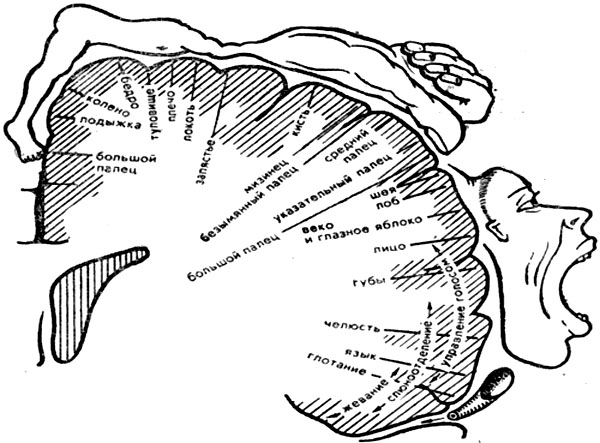 колено
лодыжка
большой
палец
бедро
туловище
плечо
локоть
запястье
кисть
мизинец
безымянный палец
средний
палец
указательный палец
большой палец
шея
лоб
веко
и глазное яблоко
лицо
губы
челюсть
язык
глотание
жевание
слюноотделение
управление голосом